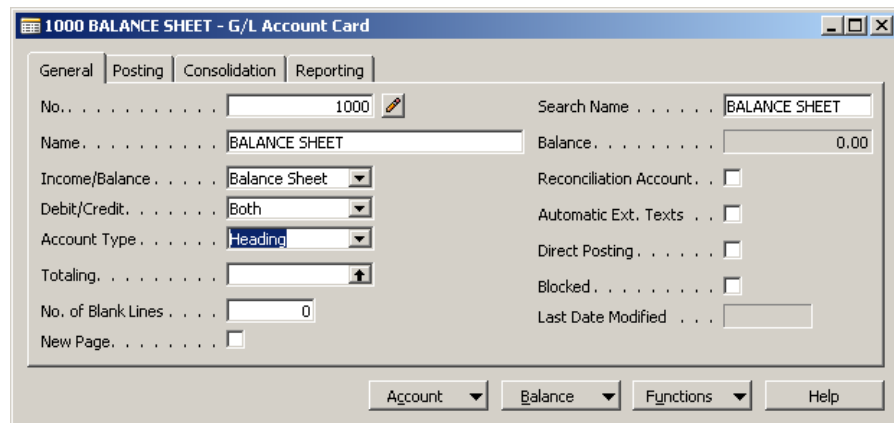 1000 BALANCE SHEET - G/L Account Card
General Posting Consolidation Reporting
No. . . . . . . . . . . . 1000 Search Name . . . . . . BALANCE SHEET
Name. . . . . . . . . . BALANCE SHEET Balance. . . . . . . . . 0.00
Income/Balance . . . . . Balance Sheet Reconciliation Account. .
Debit/Credit. . . . . . . Both Automatic Ext. Texts . .
Account Type . . . . . . Heading Direct Posting . . . . . .
Totaling. . . . . . . . . Blocked . . . . . . . . .
No. of Blank Lines . . . . 0 Last Date Modified . . .
New Page. . . . . . . .
Account Balance Functions Help